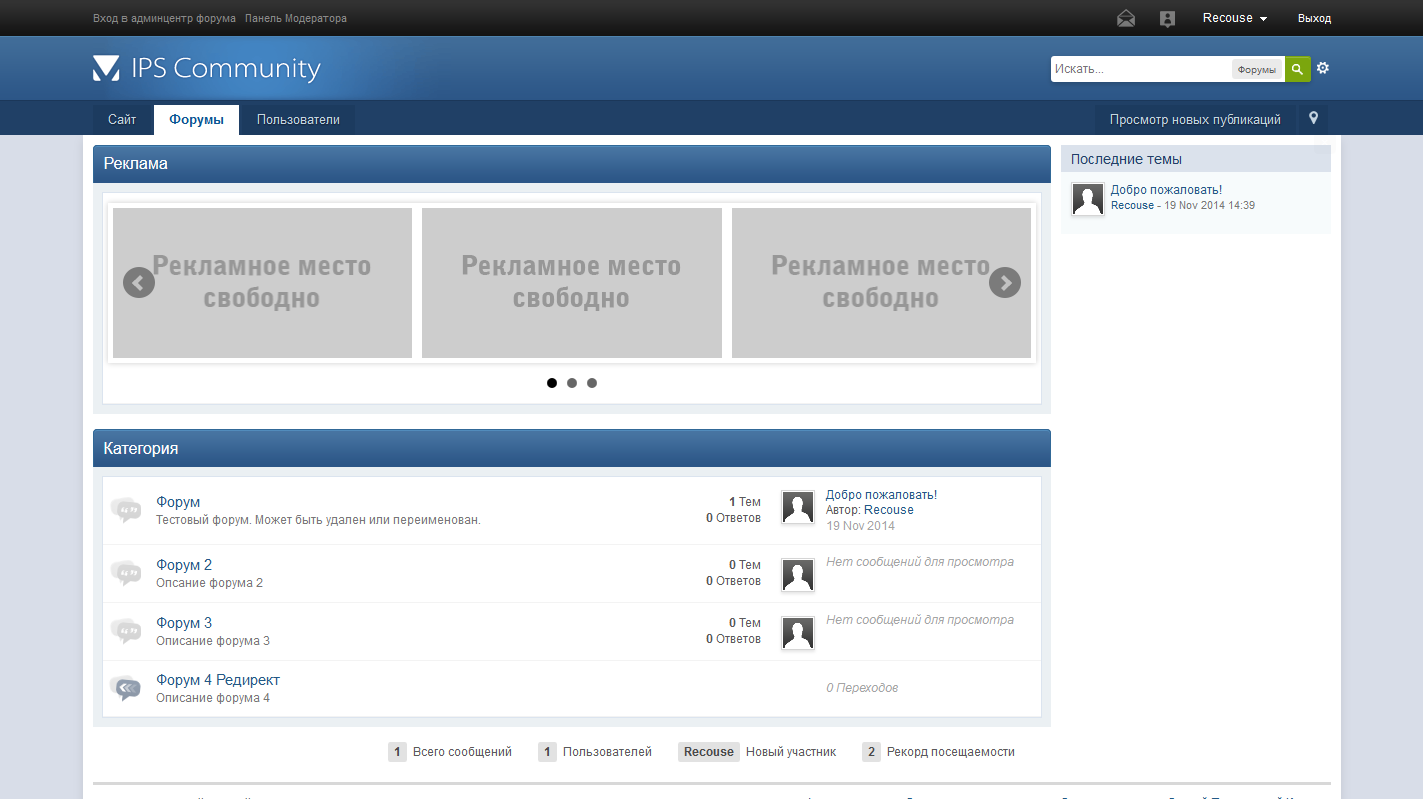 Вход в админцентр форума Панель Модератора
Recouse
Выход
IPS Community
Искать...
Форумы
Сайт
Форумы
Пользователи
Просмотр новых публикаций
Реклама
Рекламное место
свободно
Рекламное место
свободно
Рекламное место
свободно
Последние темы
Добро пожаловать!
Recouse - 19 Nov 2014 14:39
Категория
Форум
Тестовый форум. Может быть удален или переименован.
1 Тем
0 Ответов
Добро пожаловать!
Автор: Recouse
19 Nov 2014
Форум 2
Опсание форума 2
0 Тем
0 Ответов
Нет сообщений для просмотра
Форум 3
Описание форума 3
0 Тем
0 Ответов
Нет сообщений для просмотра
Форум 4 Редирект
Описание форума 4
0 Переходов
1 Всего сообщений
1 Пользователей
Recouse Новый участник
2 Рекорд посещаемости